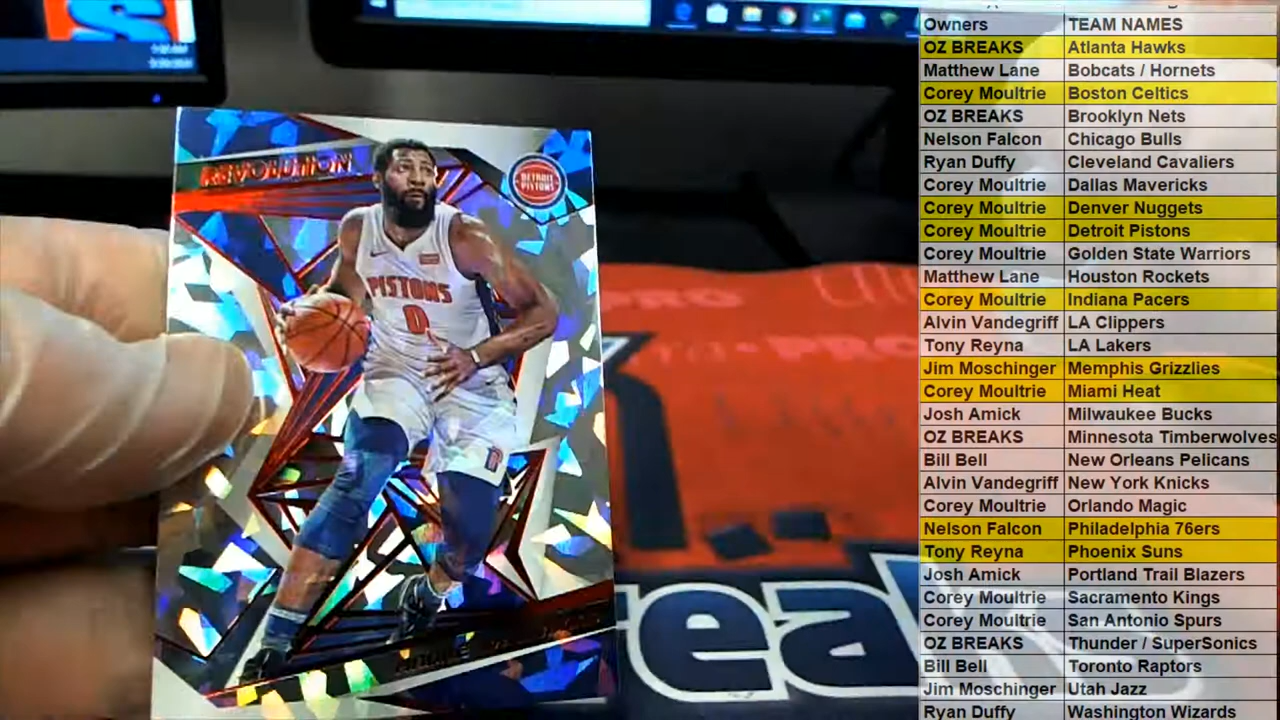 REVOLUTION
DETROIT
PISTONS
PISTONS
0
PRO
PRO
Owners TEAM NAMES
OZ BREAKS Atlanta Hawks
Matthew Lane Bobcats / Hornets
Corey Moultrie Boston Celtics
OZ BREAKS Brooklyn Nets
Nelson Falcon Chicago Bulls
Ryan Duffy Cleveland Cavaliers
Corey Moultrie Dallas Mavericks
Corey Moultrie Denver Nuggets
Corey Moultrie Detroit Pistons
Corey Moultrie Golden State Warriors
Matthew Lane Houston Rockets
Corey Moultrie Indiana Pacers
Alvin Vandegriff LA Clippers
Tony Reyna LA Lakers
Jim Moschinger Memphis Grizzlies
Corey Moultrie Miami Heat
Josh Amick Milwaukee Bucks
OZ BREAKS Minnesota Timberwolves
Bill Bell New Orleans Pelicans
Alvin Vandegriff New York Knicks
Corey Moultrie Orlando Magic
Nelson Falcon Philadelphia 76ers
Tony Reyna Phoenix Suns
Josh Amick Portland Trail Blazers
Corey Moultrie Sacramento Kings
Corey Moultrie San Antonio Spurs
OZ BREAKS Thunder / SuperSonics
Bill Bell Toronto Raptors
Jim Moschinger Utah Jazz
Ryan Duffy Washington Wizards